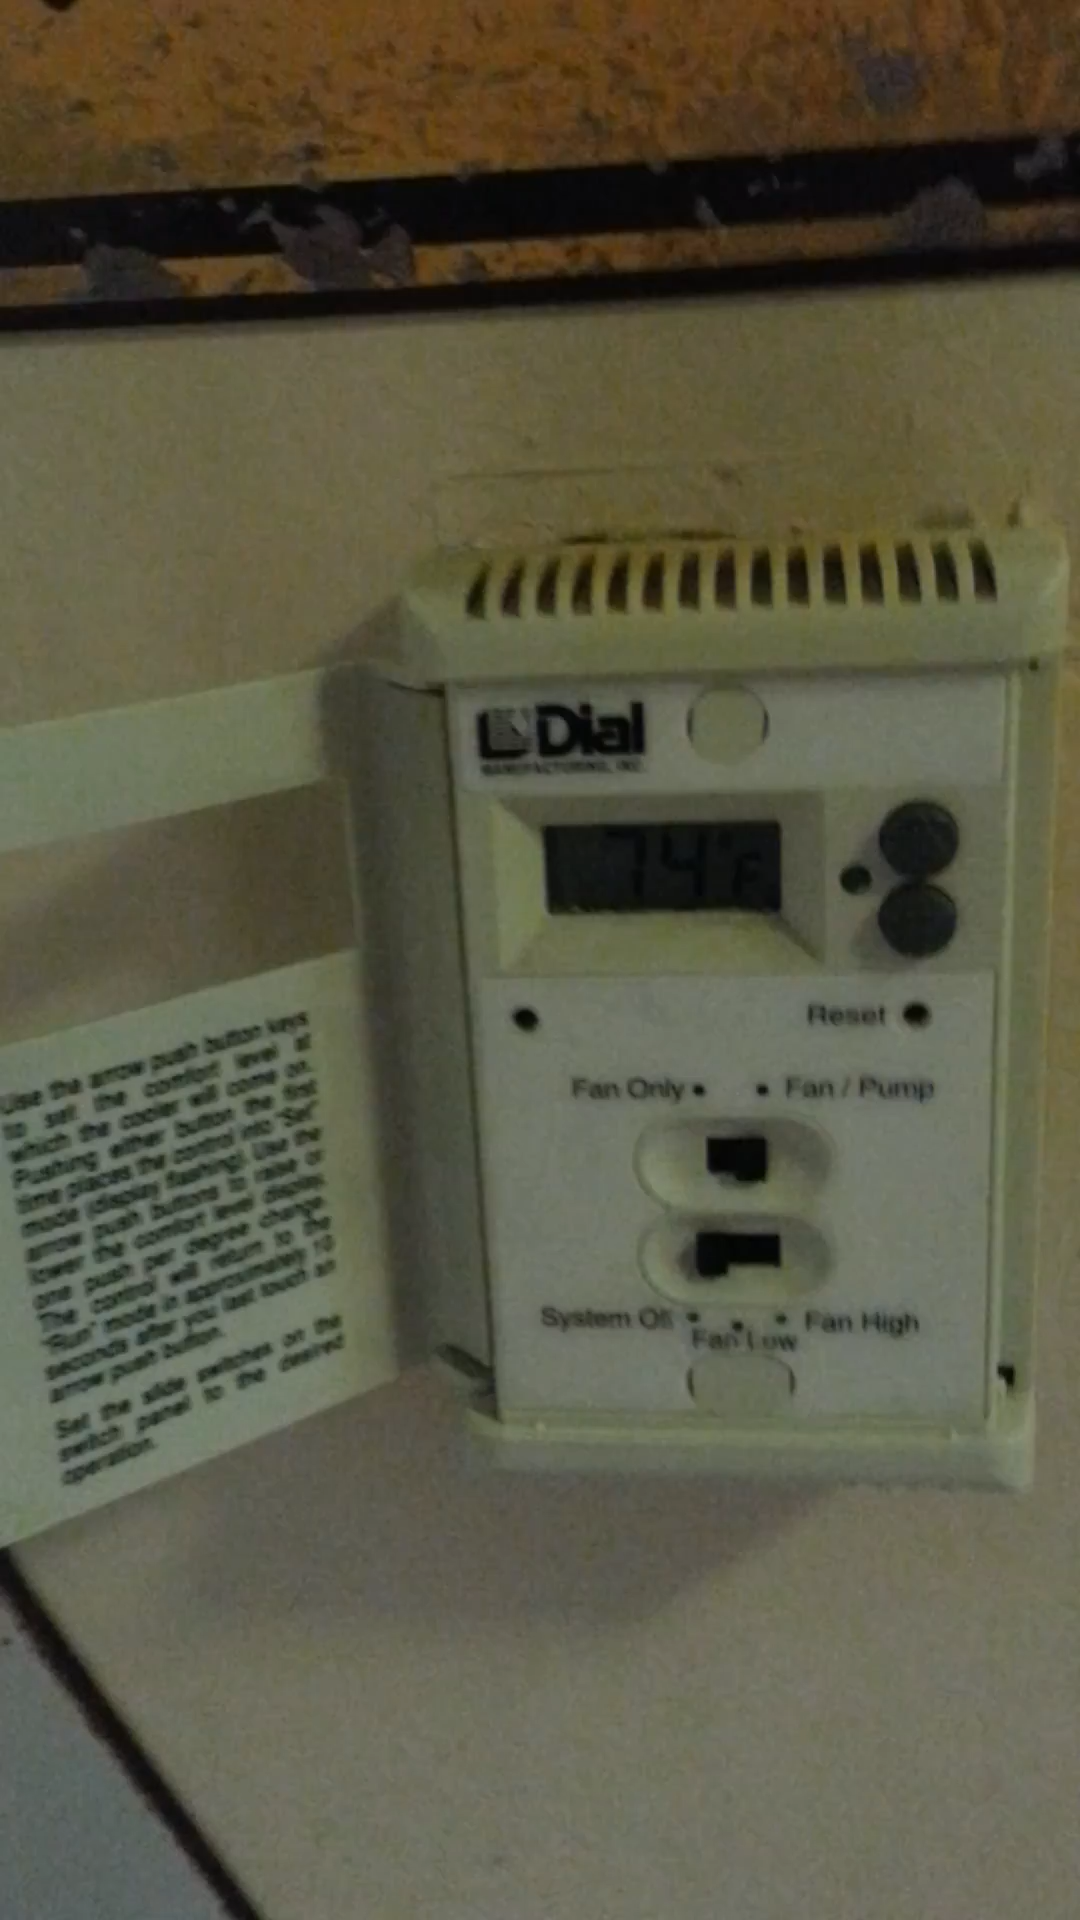 Dial
MANUFACTURING, INC.
74°F
Reset
Fan Only
Fan / Pump
System Off
Fan Low
Fan High
Use the arrow push button keys
to set the comfort level at
which the cooler will come on.
Pushing either button the first
time places the control into "Set"
mode (display flashing). Use the
arrow push buttons to raise or
lower the comfort level display,
one push per degree change.
The control will return to the
"Run" mode in approximately 10
seconds after you last touch an
arrow push button.
Set the slide switches on the
switch panel to the desired
operation.